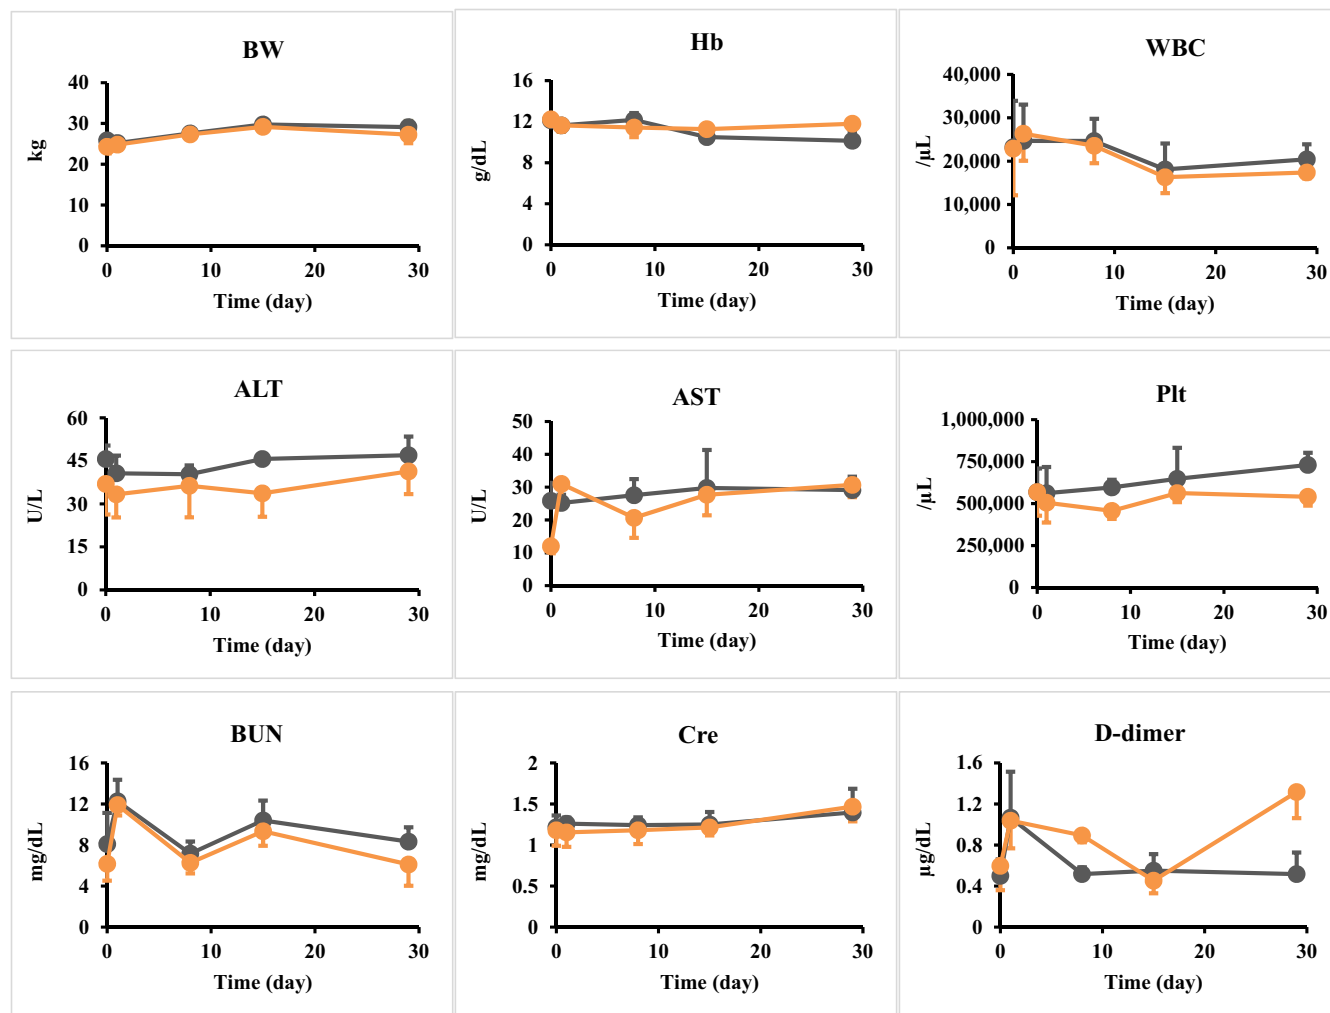 BW
kg
40
30
20
10
0
0 10 20 30
Time (day)
Hb
g/dL
16
12
8
4
0
0 10 20 30
Time (day)
WBC
/µL
40,000
30,000
20,000
10,000
0
0 10 20 30
Time (day)
ALT
U/L
60
45
30
15
0
0 10 20 30
Time (day)
AST
U/L
50
40
30
20
10
0
0 10 20 30
Time (day)
Plt
/µL
1,000,000
750,000
500,000
250,000
0
0 10 20 30
Time (day)
BUN
mg/dL
16
12
8
4
0
0 10 20 30
Time (day)
Cre
mg/dL
2
1.5
1
0.5
0
0 10 20 30
Time (day)
D-dimer
µg/dL
1.6
1.2
0.8
0.4
0
0 10 20 30
Time (day)